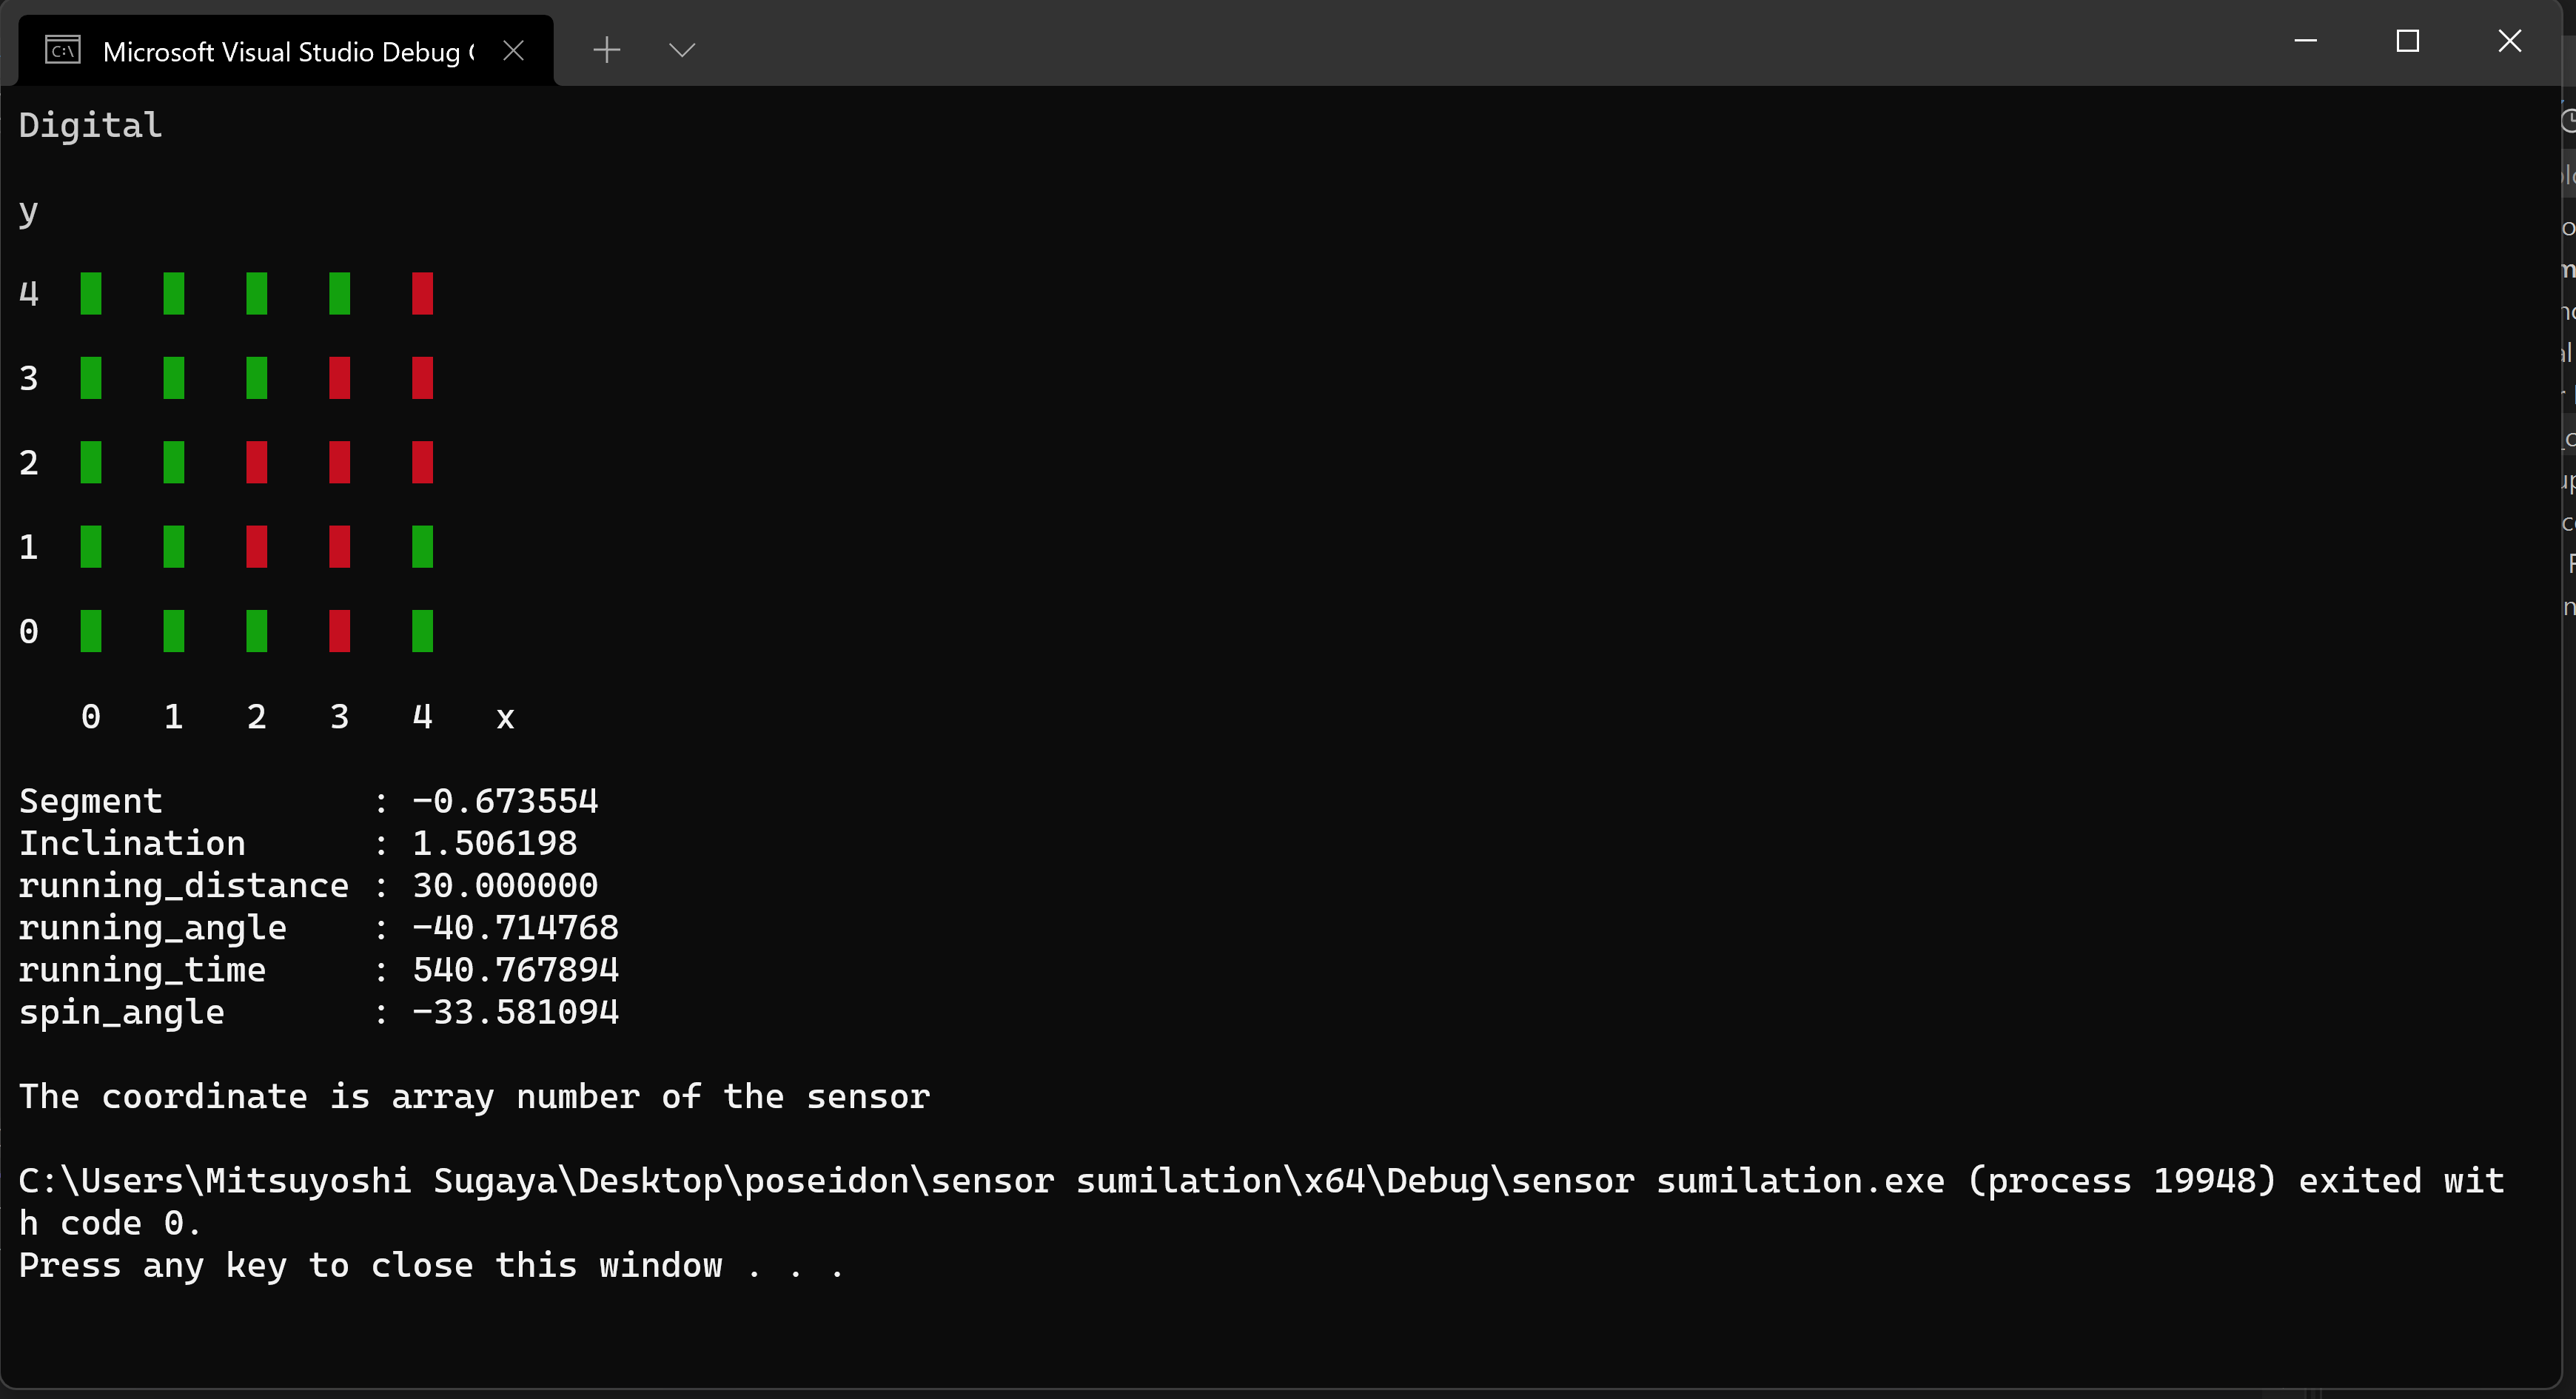 Microsoft Visual Studio Debug
Digital
y
4
3
2
1
0
0 1 2 3 4 x
Segment : -0.673554
Inclination : 1.506198
running_distance : 30.000000
running_angle : -40.714768
running_time : 540.767894
spin_angle : -33.581094
The coordinate is array number of the sensor
C:\Users\Mitsuyoshi Sugaya\Desktop\poseidon\sensor sumilation\x64\Debug\sensor sumilation.exe (process 19948) exited wit
h code 0.
Press any key to close this window . . .